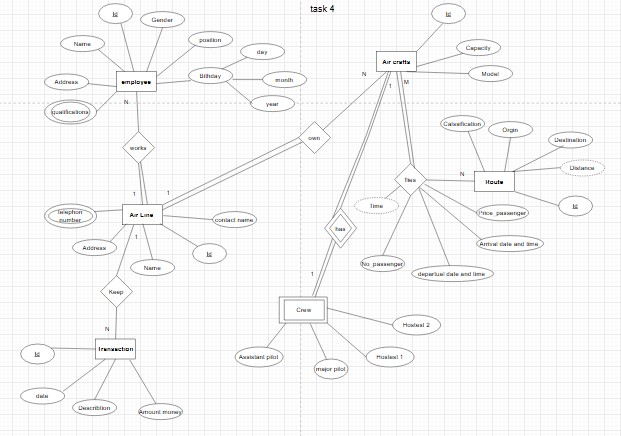 task 4
Id
Gender
Name
position
day
Address
employee
Bithday
month
qualifications
year
N
works
1
1
Telephon
number
Air Line
contact name
Address
1
Name
Id
Keep
N
Transaction
Id
date
Describtion
Amount money
own
N
Air crafts
Id
Capacity
Model
1
M
Calssification
Orgin
Destination
Distance
N
Route
Id
flies
Time
Price_passenger
Arrival date and time
No_passenger
departual date and time
has
1
Crew
Hostest 2
Hostest 1
Assistant pilot
major pilot